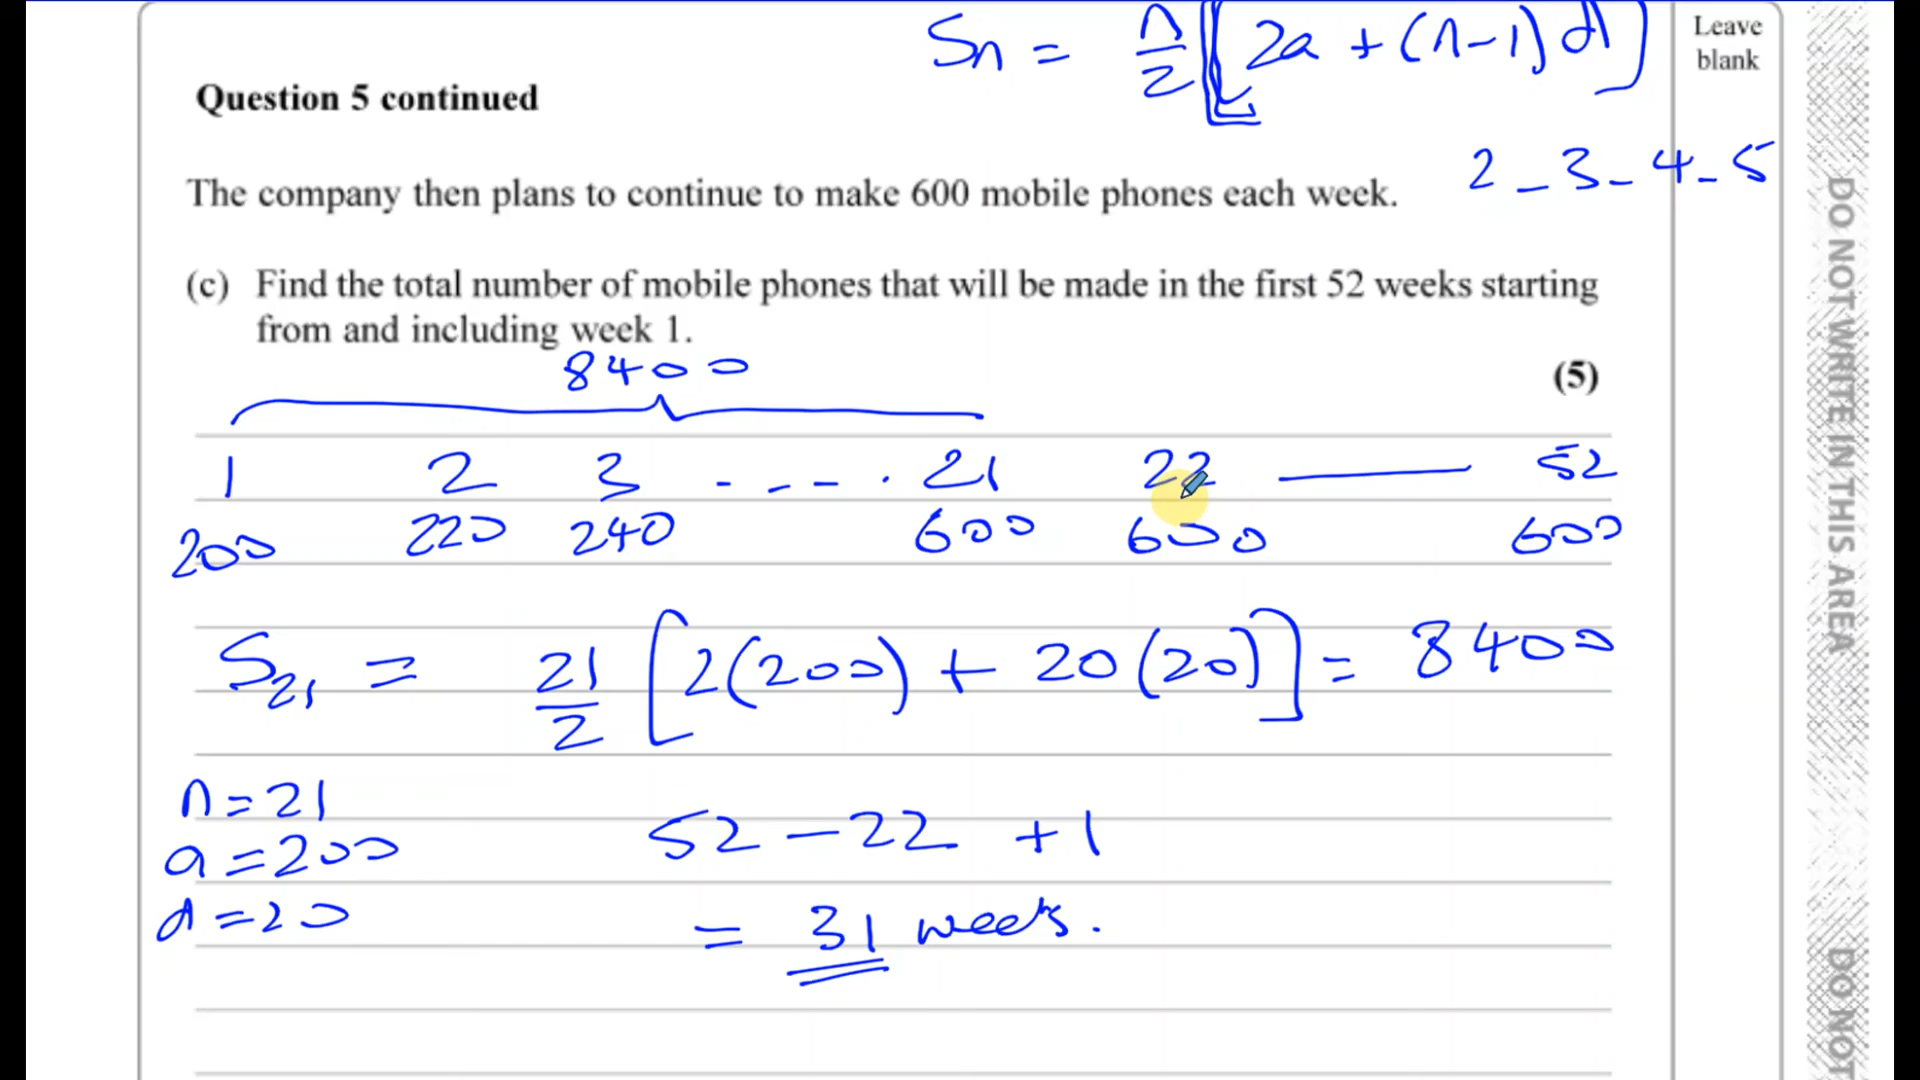 Sn = n/2 [2a + (n-1)d]
Leave
blank
Question 5 continued
2 - 3 - 4 - 5
The company then plans to continue to make 600 mobile phones each week.
(c) Find the total number of mobile phones that will be made in the first 52 weeks starting
from and including week 1.
(5)
8400
1 2 3 - - - . 21 22 —— 52
200 220 240 600 600 600
S21 = 21/2 [2(200) + 20(20)] = 8400
n = 21
a = 200
d = 20
52 - 22 + 1
= 31 weeks.
DO NOT WRITE IN THIS AREA
DO NOT